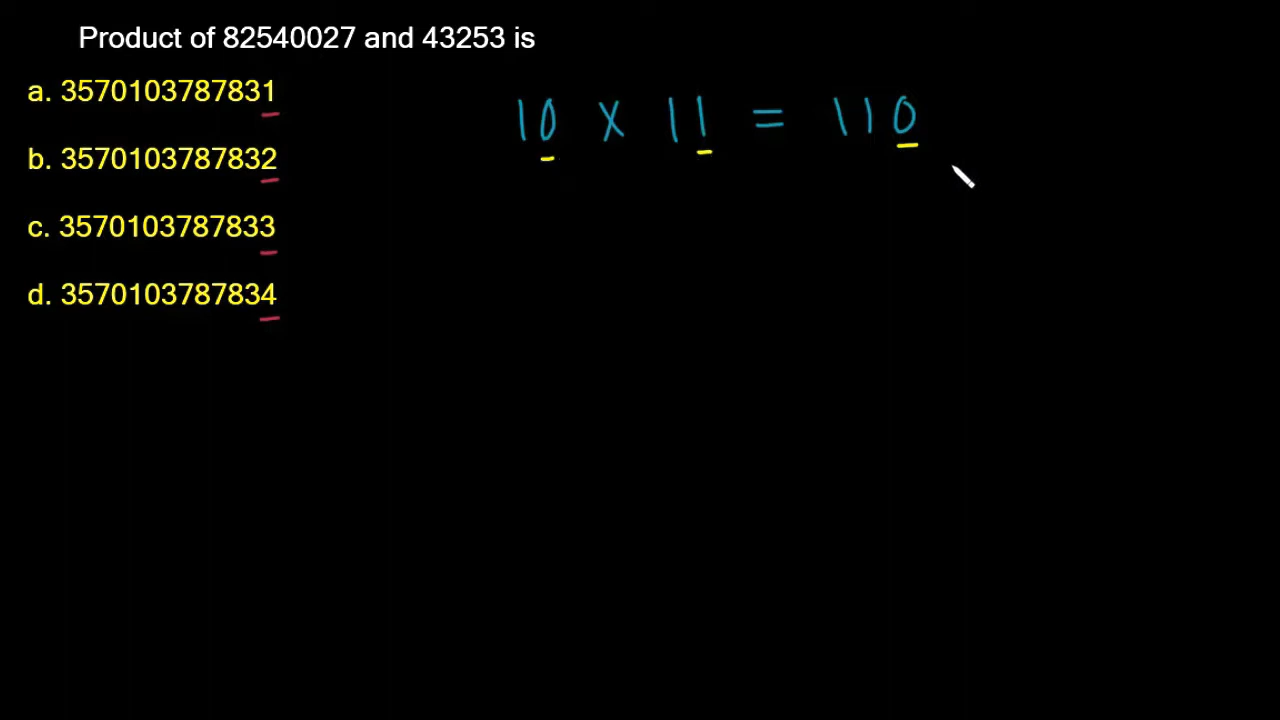 Product of 82540027 and 43253 is
a. 3570103787831
10 x 11 = 110
b. 3570103787832
c. 3570103787833
d. 3570103787834